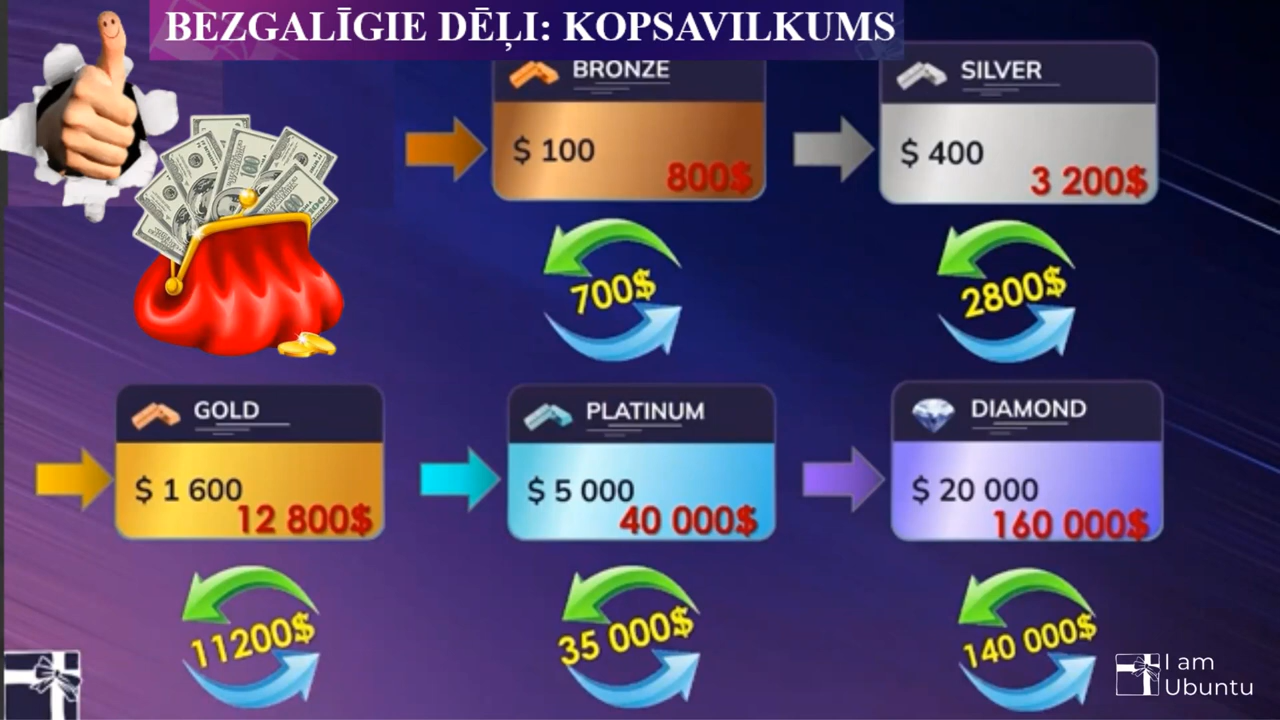 BEZGALĪGIE DĒĻI: KOPSAVILKUMS
BRONZE
$ 100
800$
700$
SILVER
$ 400
3 200$
2800$
GOLD
$ 1 600
12 800$
11200$
PLATINUM
$ 5 000
40 000$
35 000$
DIAMOND
$ 20 000
160 000$
140 000$
I am
Ubuntu